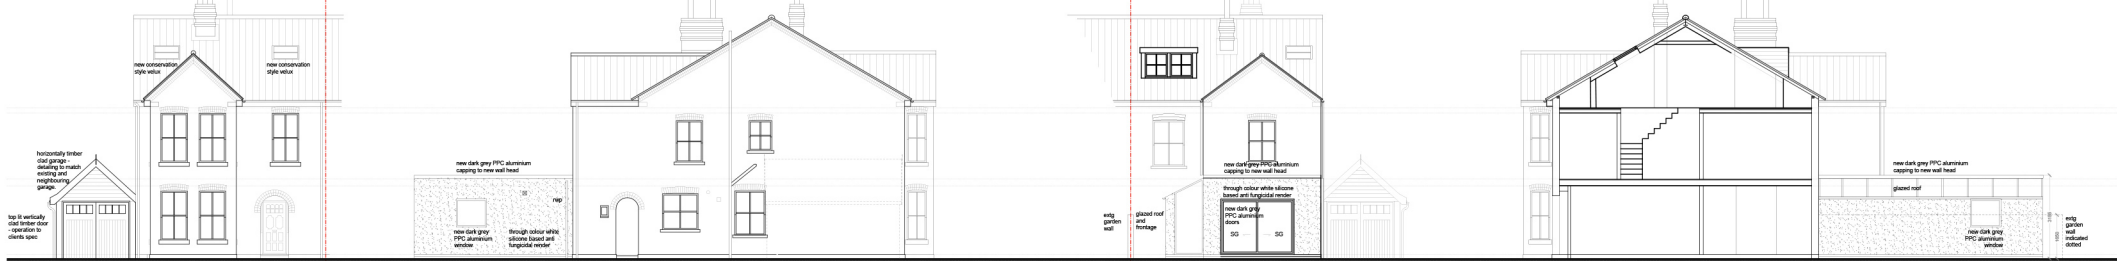 new conservation
style velux
new conservation
style velux
horizontally timber
clad garage -
detailing to match
existing and
neighbouring
garage.
top lit vertically
clad timber door
- operation to
clients spec
new dark grey PPC aluminium
capping to new wall head
rwp
new dark grey
PPC aluminium
window
through colour white
silicone based anti
fungicidal render
new dark grey PPC aluminium
capping to new wall head
through colour white silicone
based anti fungicidal render
new dark grey
PPC aluminium
doors
SG
SG
extg
garden
wall
glazed roof
and
frontage
new dark grey PPC aluminium
capping to new wall head
glazed roof
new dark grey
PPC aluminium
window
extg
garden
wall
indicated
dotted